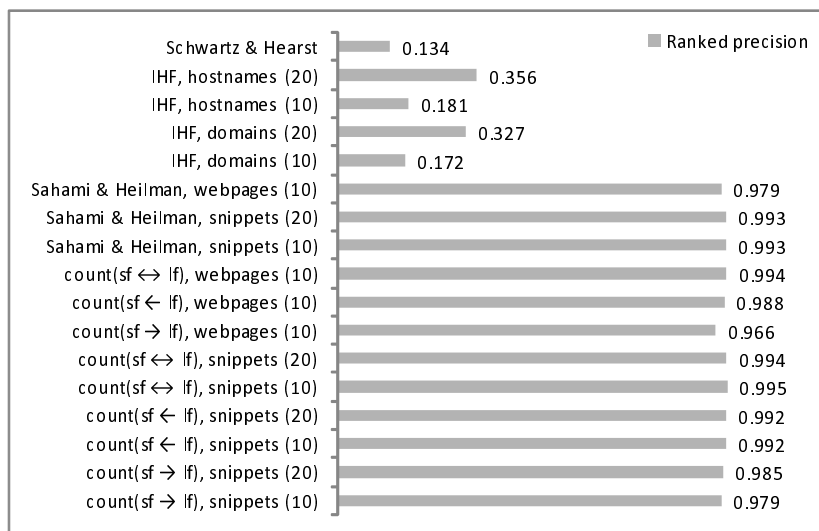 Schwartz & Hearst 0.134
Ranked precision
IHF, hostnames (20) 0.356
IHF, hostnames (10) 0.181
IHF, domains (20) 0.327
IHF, domains (10) 0.172
Sahami & Heilman, webpages (10) 0.979
Sahami & Heilman, snippets (20) 0.993
Sahami & Heilman, snippets (10) 0.993
count(sf ↔ lf), webpages (10) 0.994
count(sf ← lf), webpages (10) 0.988
count(sf → lf), webpages (10) 0.966
count(sf ↔ lf), snippets (20) 0.994
count(sf ↔ lf), snippets (10) 0.995
count(sf ← lf), snippets (20) 0.992
count(sf ← lf), snippets (10) 0.992
count(sf → lf), snippets (20) 0.985
count(sf → lf), snippets (10) 0.979